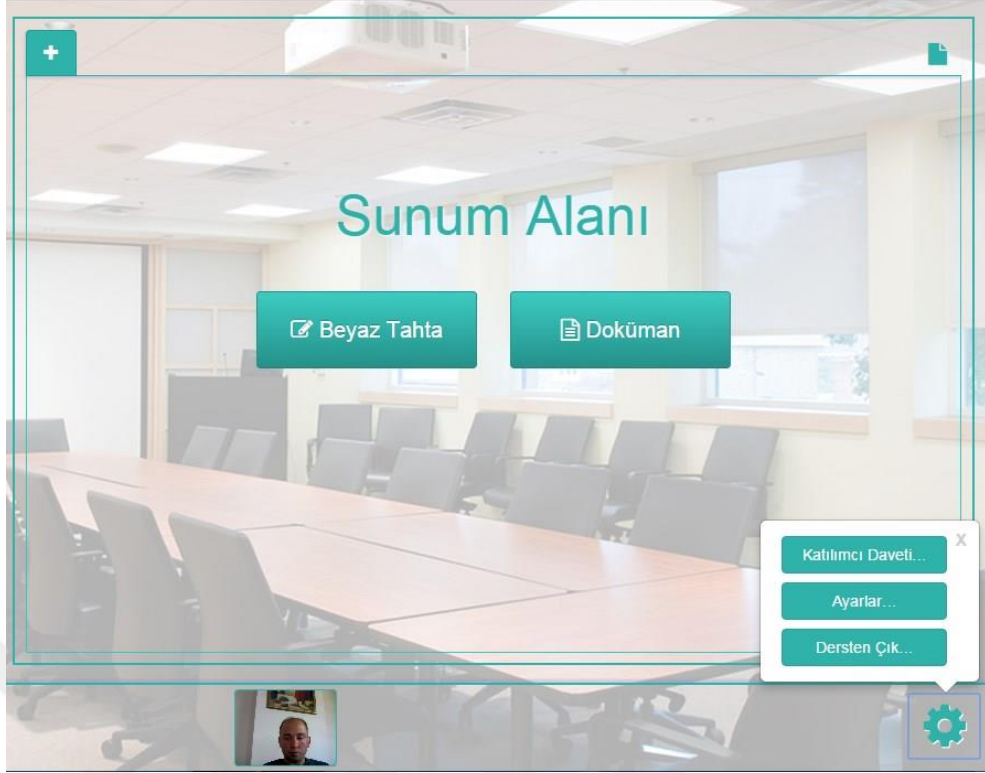 Sunum Alanı
Beyaz Tahta
Doküman
x
Katılımcı Daveti...
Ayarlar...
Dersten Çık...